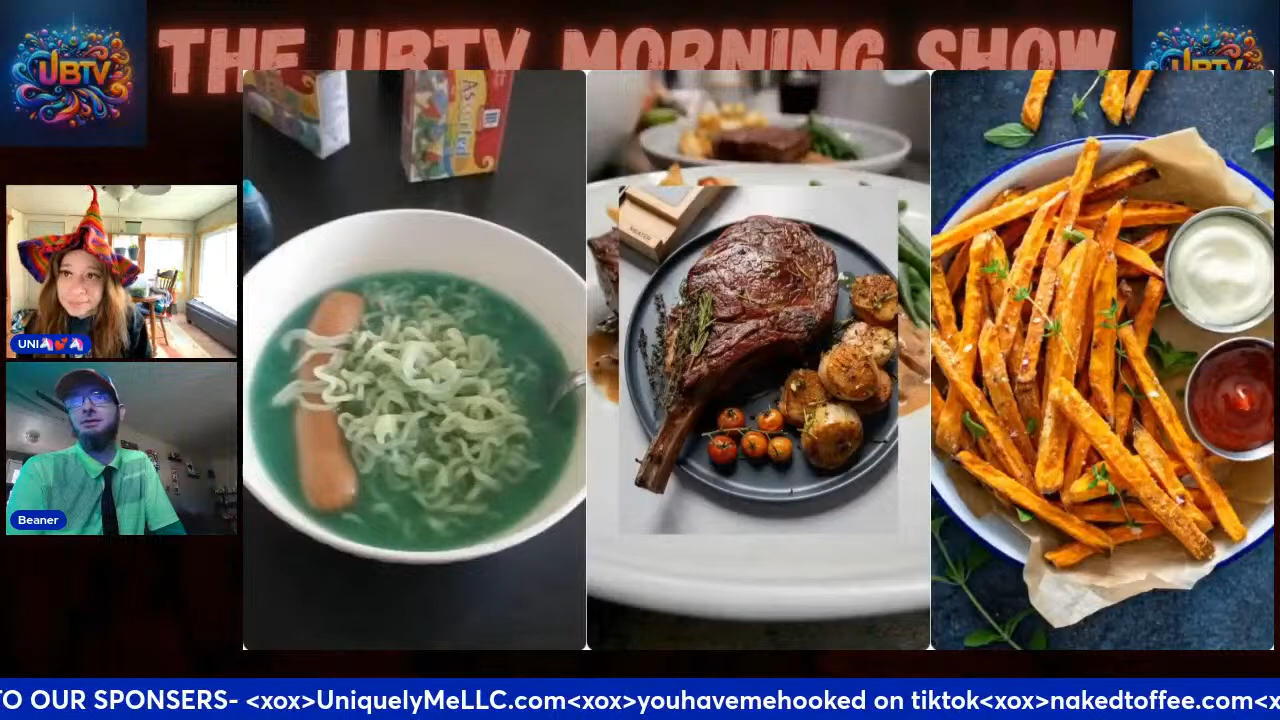 THE UBTV MORNING SHOW
UBTV
UBTV
Assorted
MEATER
UNI🦄💕🦄
Beaner
TO OUR SPONSERS- <xox>UniquelyMeLLC.com<xox>youhavemehooked on tiktok<xox>nakedtoffee.com<x